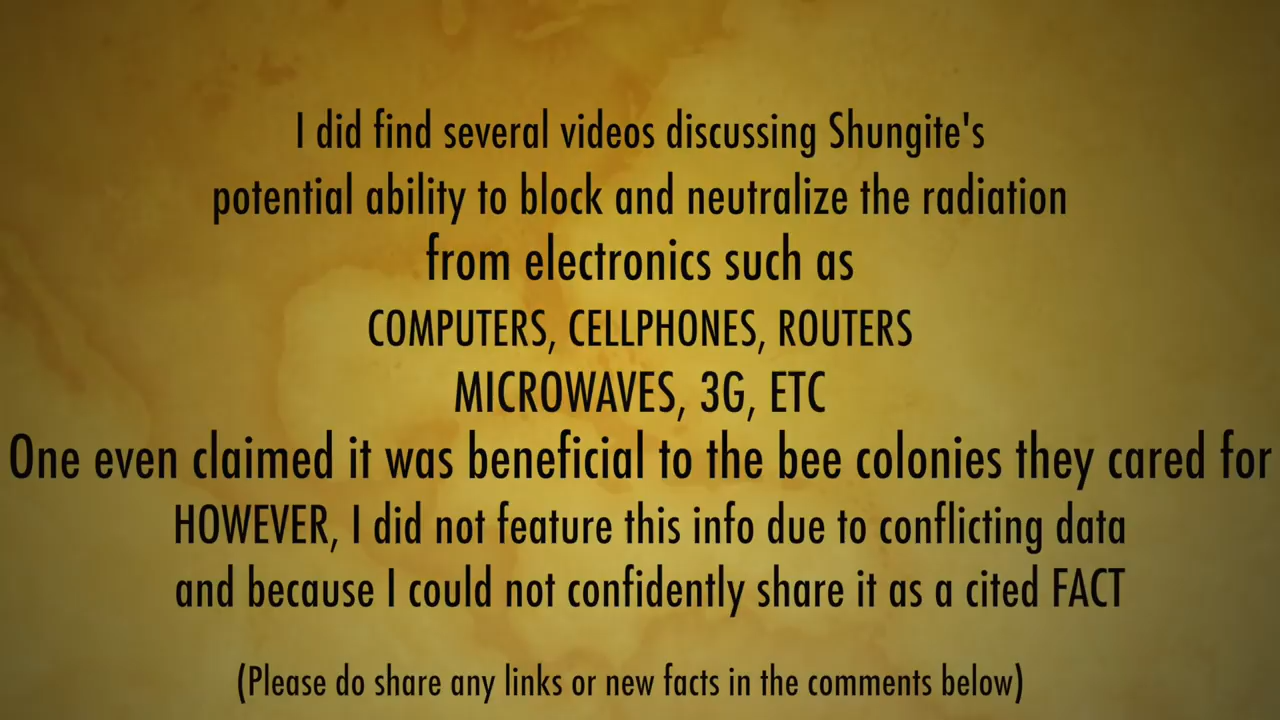 I did find several videos discussing Shungite's
potential ability to block and neutralize the radiation
from electronics such as
COMPUTERS, CELLPHONES, ROUTERS
MICROWAVES, 3G, ETC
One even claimed it was beneficial to the bee colonies they cared for
HOWEVER, I did not feature this info due to conflicting data
and because I could not confidently share it as a cited FACT
(Please do share any links or new facts in the comments below)